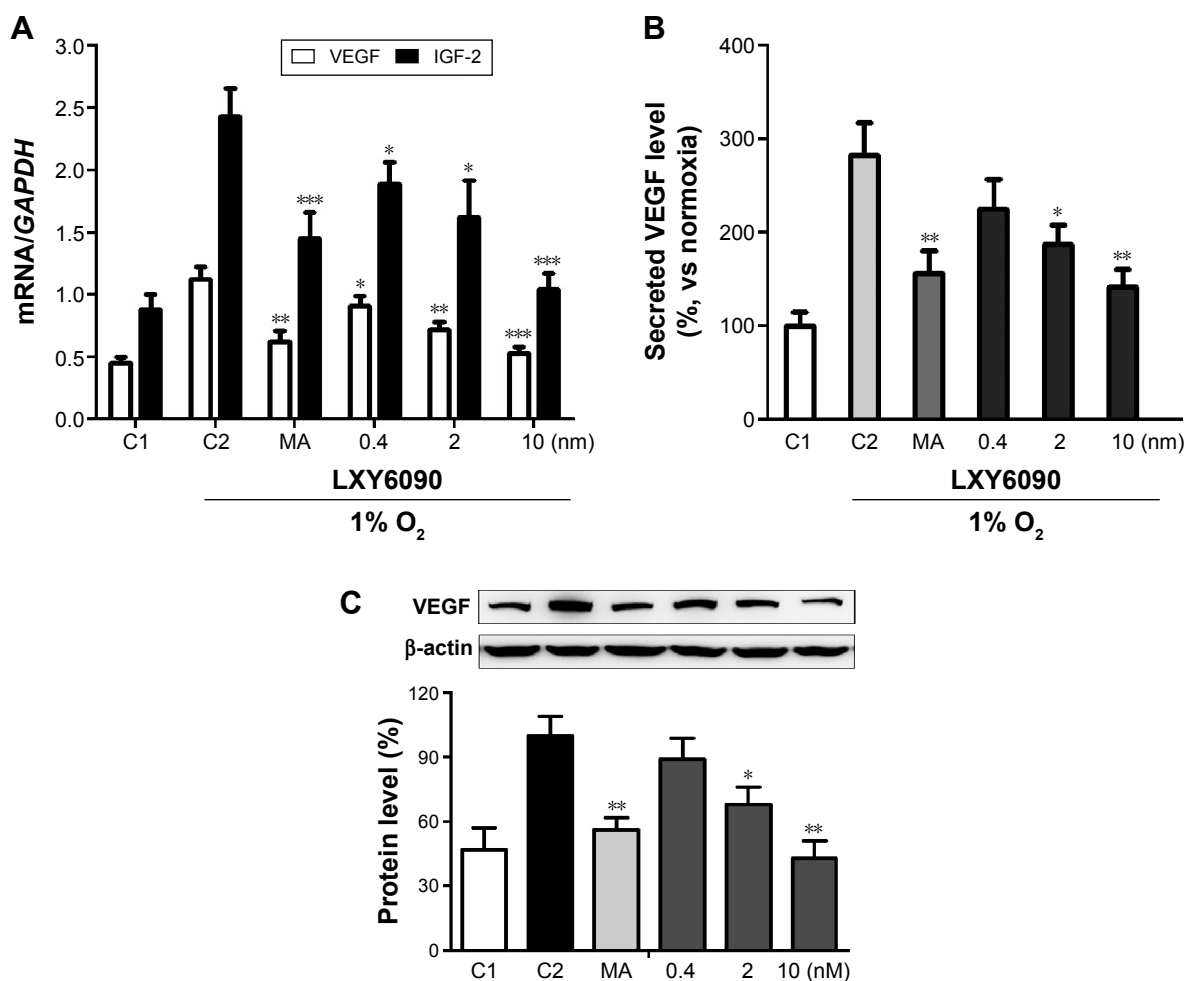 A
mRNA/GAPDH
3.0
2.5
2.0
1.5
1.0
0.5
0.0
VEGF IGF-2
** *** * * ** * *** ***
C1 C2 MA 0.4 2 10 (nm)
LXY6090
1% O2
B
Secreted VEGF level
(%, vs normoxia)
400
300
200
100
0
** * **
C1 C2 MA 0.4 2 10 (nm)
LXY6090
1% O2
C
VEGF
β-actin
Protein level (%)
120
90
60
30
0
** * **
C1 C2 MA 0.4 2 10 (nM)